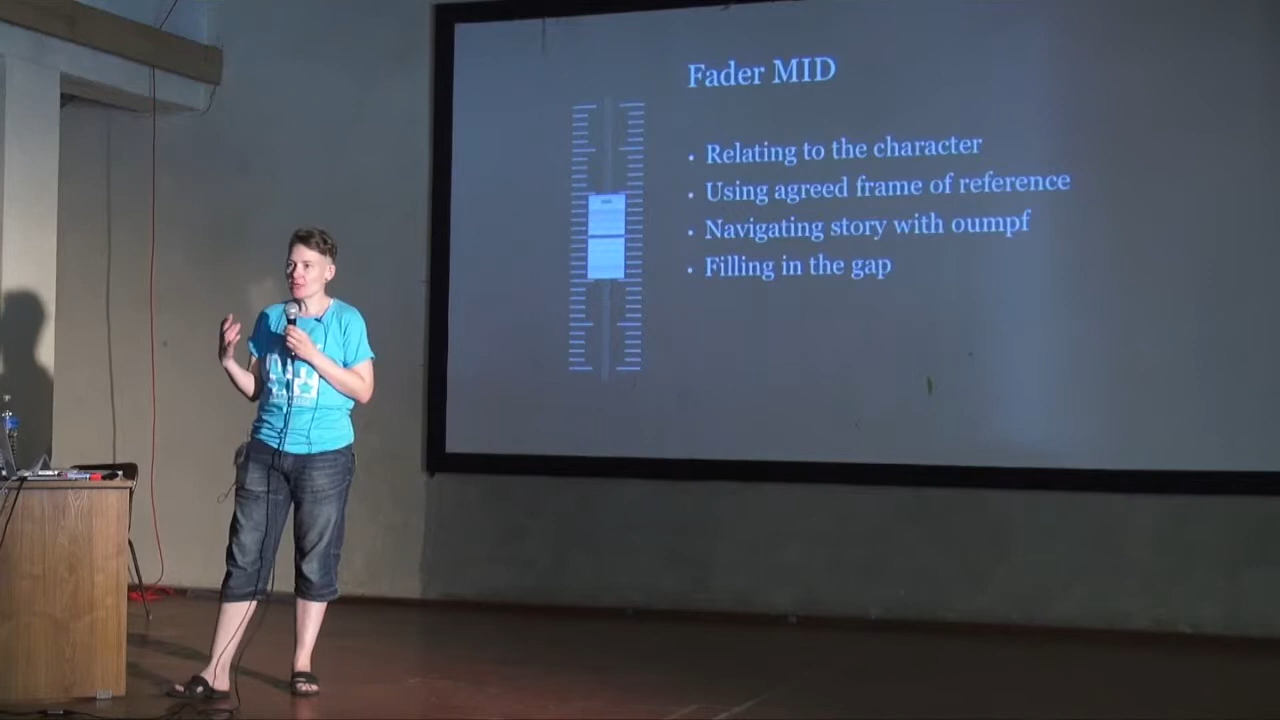 Fader MID
• Relating to the character
• Using agreed frame of reference
• Navigating story with oumpf
• Filling in the gap